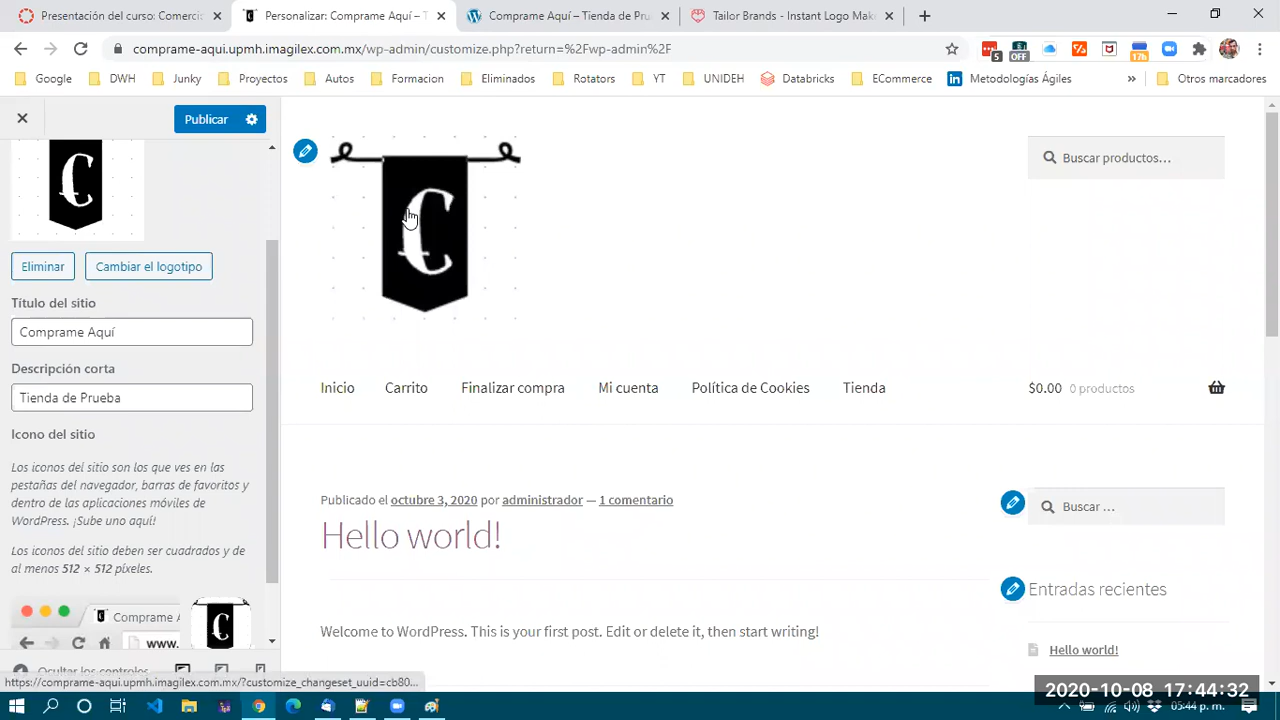 Presentación del curso: Comerci
Personalizar: Comprame Aquí – T
Comprame Aquí – Tienda de Pru
Tailor Brands - Instant Logo Mak
comprame-aqui.upmh.imagilex.com.mx/wp-admin/customize.php?return=%2Fwp-admin%2F
5
OFF
17h
Google
DWH
Junky
Proyectos
Autos
Formacion
Eliminados
Rotators
YT
UNIDEH
Databricks
ECommerce
Metodologías Ágiles
»
Otros marcadores
Publicar
C
C
Buscar productos…
Eliminar
Cambiar el logotipo
Título del sitio
Comprame Aquí
Descripción corta
Tienda de Prueba
Inicio
Carrito
Finalizar compra
Mi cuenta
Política de Cookies
Tienda
$0.00 0 productos
Icono del sitio
Los iconos del sitio son los que ves en las
pestañas del navegador, barras de favoritos y
dentro de las aplicaciones móviles de
WordPress. ¡Sube uno aquí!
Los iconos del sitio deben ser cuadrados y de
al menos 512 × 512 píxeles.
Comprame A
www.
C
Publicado el octubre 3, 2020 por administrador — 1 comentario
Hello world!
Welcome to WordPress. This is your first post. Edit or delete it, then start writing!
Buscar …
Entradas recientes
Hello world!
Ocultar los controles
https://comprame-aqui.upmh.imagilex.com.mx/?customize_changeset_uuid=cb80...
2020-10-08 17:44:32
05:44 p. m.